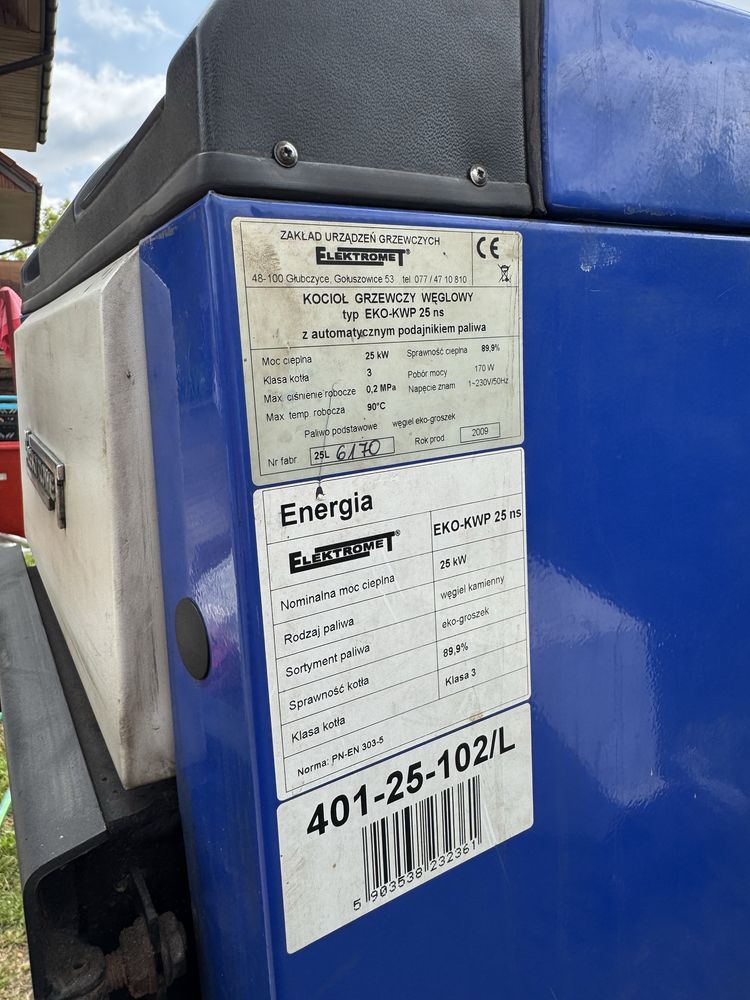 ZAKŁAD URZĄDZEŃ GRZEWCZYCH
ELEKTROMET®
48-100 Głubczyce, Gołuszowice 53 tel 077 / 47 10 810
CE
KOCIOŁ GRZEWCZY WĘGLOWY
typ EKO-KWP 25 ns
z automatycznym podajnikiem paliwa
Moc cieplna 25 kW Sprawność cieplna 89,9%
Klasa kotła 3 Pobór mocy 170 W
Max. ciśnienie robocze 0,2 MPa Napięcie znam 1~230V/50Hz
Max temp. robocza 90°C
Paliwo podstawowe węgiel eko-groszek
Nr fabr 25L 6170 Rok prod. 2009
Energia
ELEKTROMET® EKO-KWP 25 ns
Nominalna moc cieplna 25 kW
Rodzaj paliwa węgiel kamienny
Sortyment paliwa eko-groszek
Sprawność kotła 89,9%
Klasa kotła Klasa 3
Norma: PN-EN 303-5
401-25-102/L
5 903538 232361